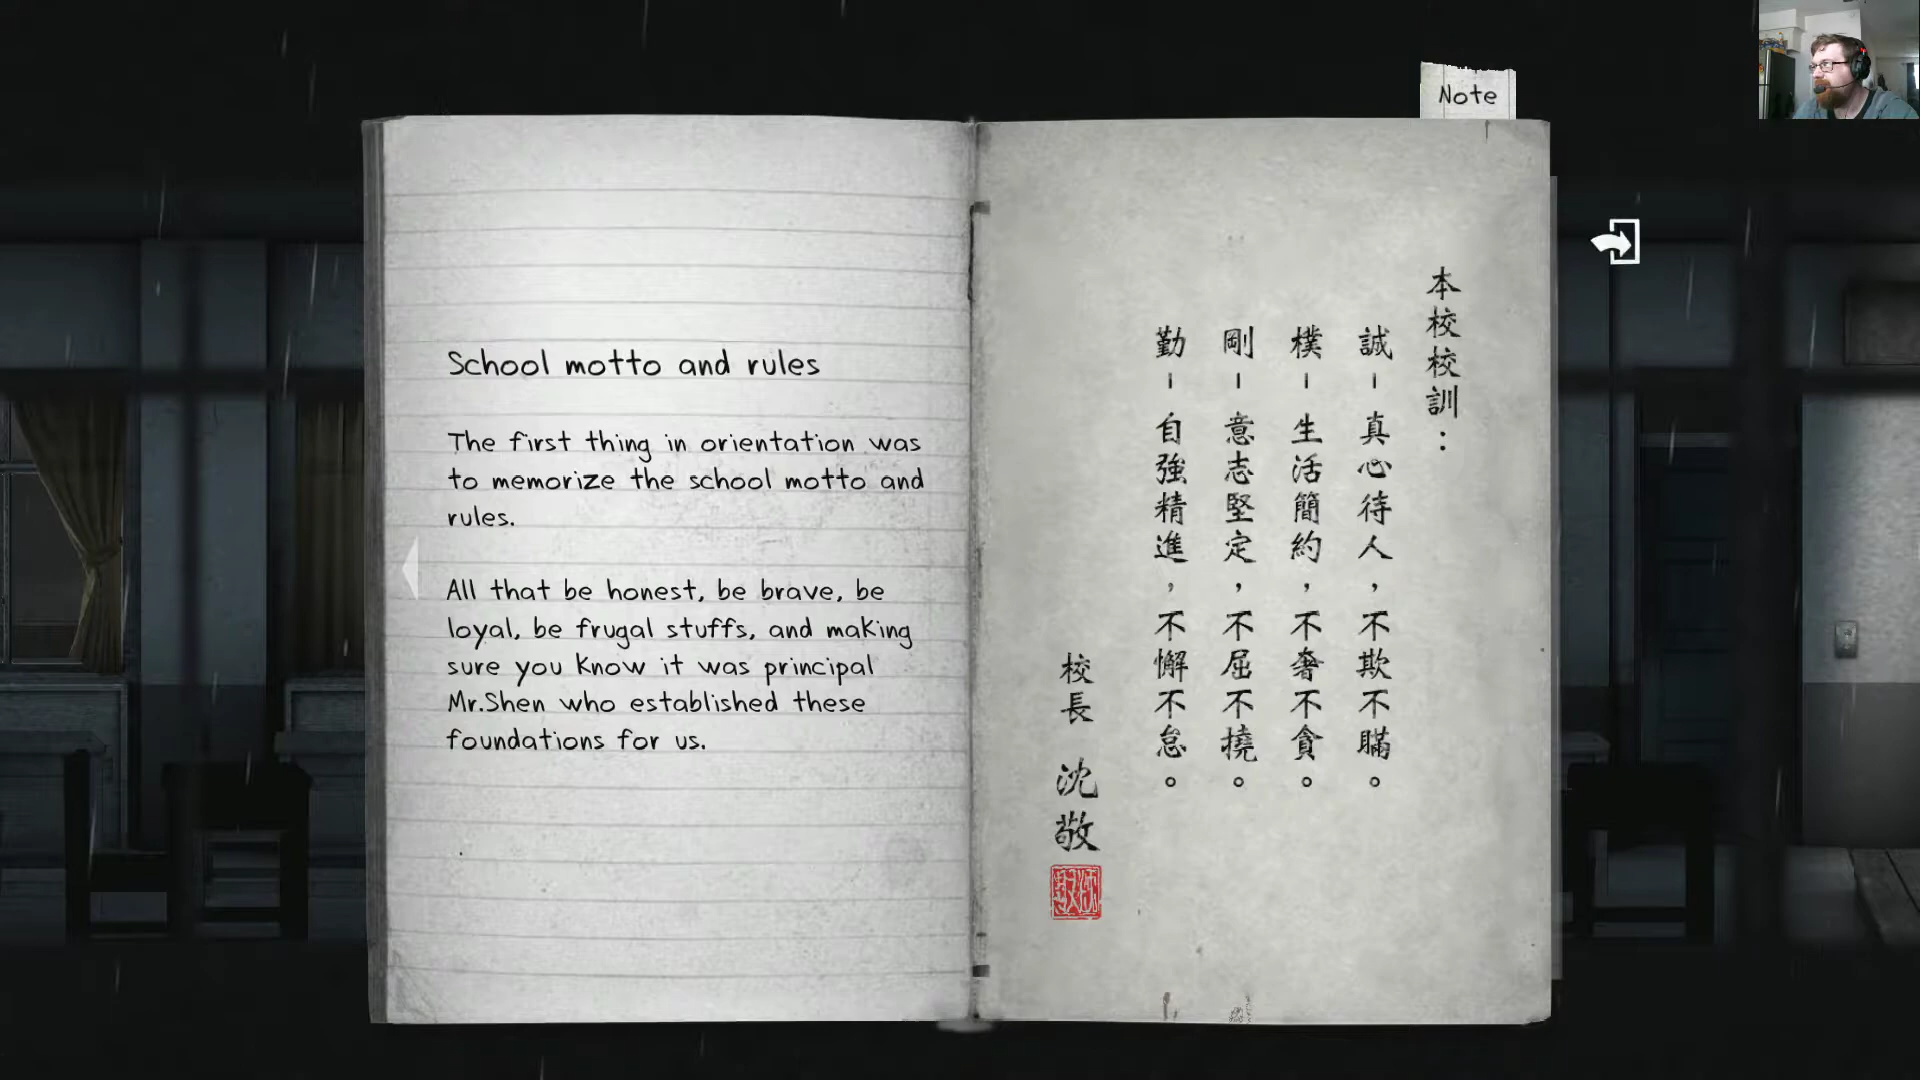 Note
School motto and rules
The first thing in orientation was
to memorize the school motto and
rules.
All that be honest, be brave, be
loyal, be frugal stuffs, and making
sure you know it was principal
Mr.Shen who established these
foundations for us.
本校校訓：
誠－真心待人，不欺不瞞。
樸－生活簡約，不奢不貪。
剛－意志堅定，不屈不撓。
勤－自強精進，不懈不怠。
校長 沈敬